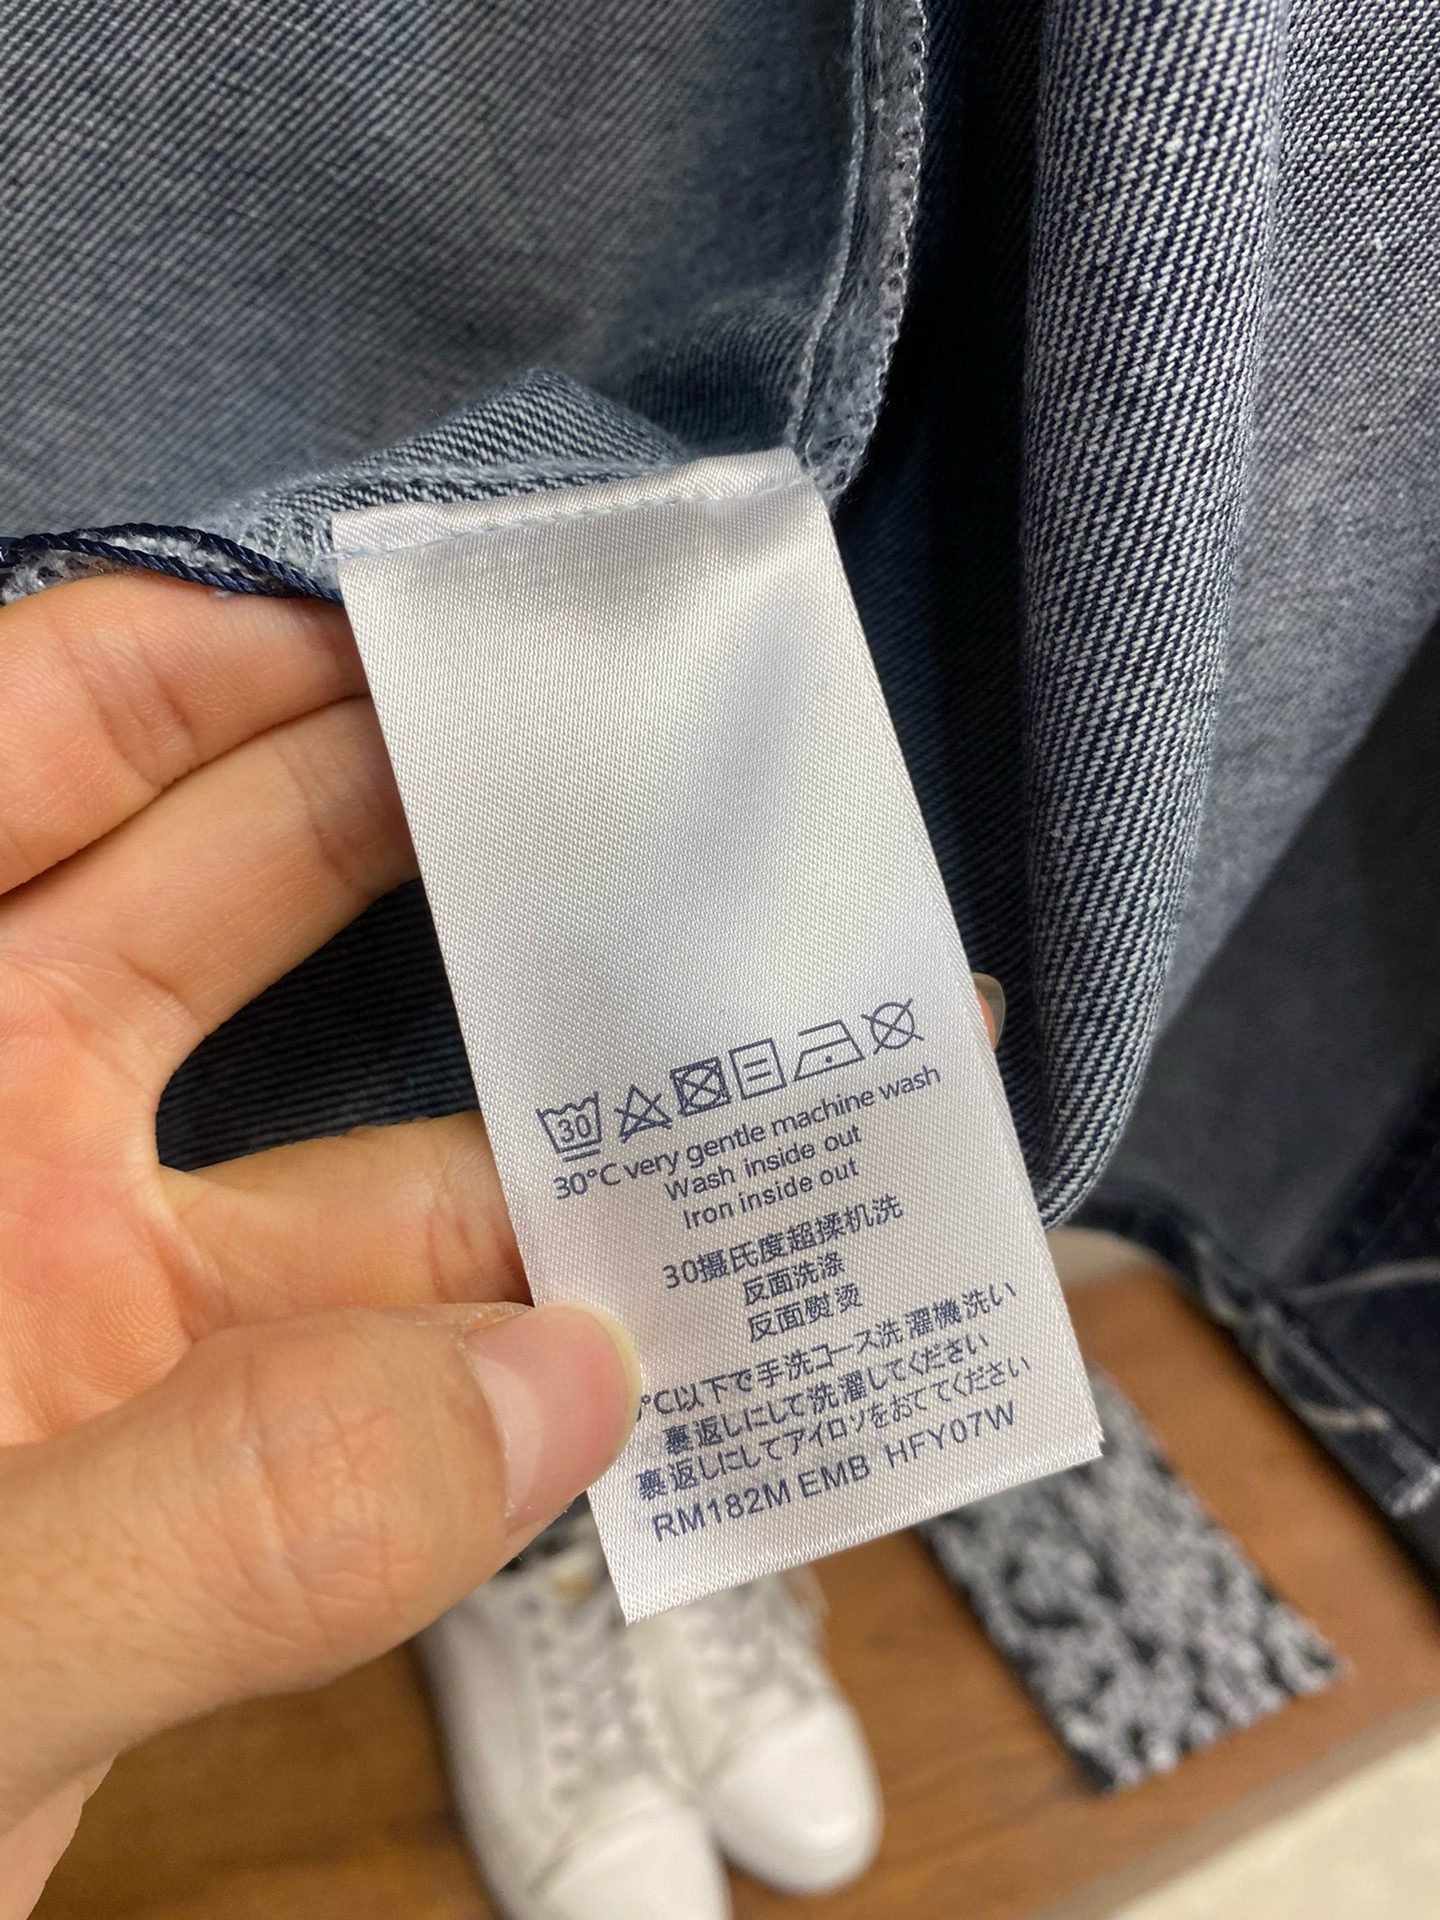 30
30°C very gentle machine wash
Wash inside out
Iron inside out
30摄氏度超揉机洗
反面洗涤
反面熨烫
°C以下で手洗コース洗濯機洗い
裏返しにして洗濯してください
裏返しにしてアイロソをおててください
RM182M EMB HFY07W